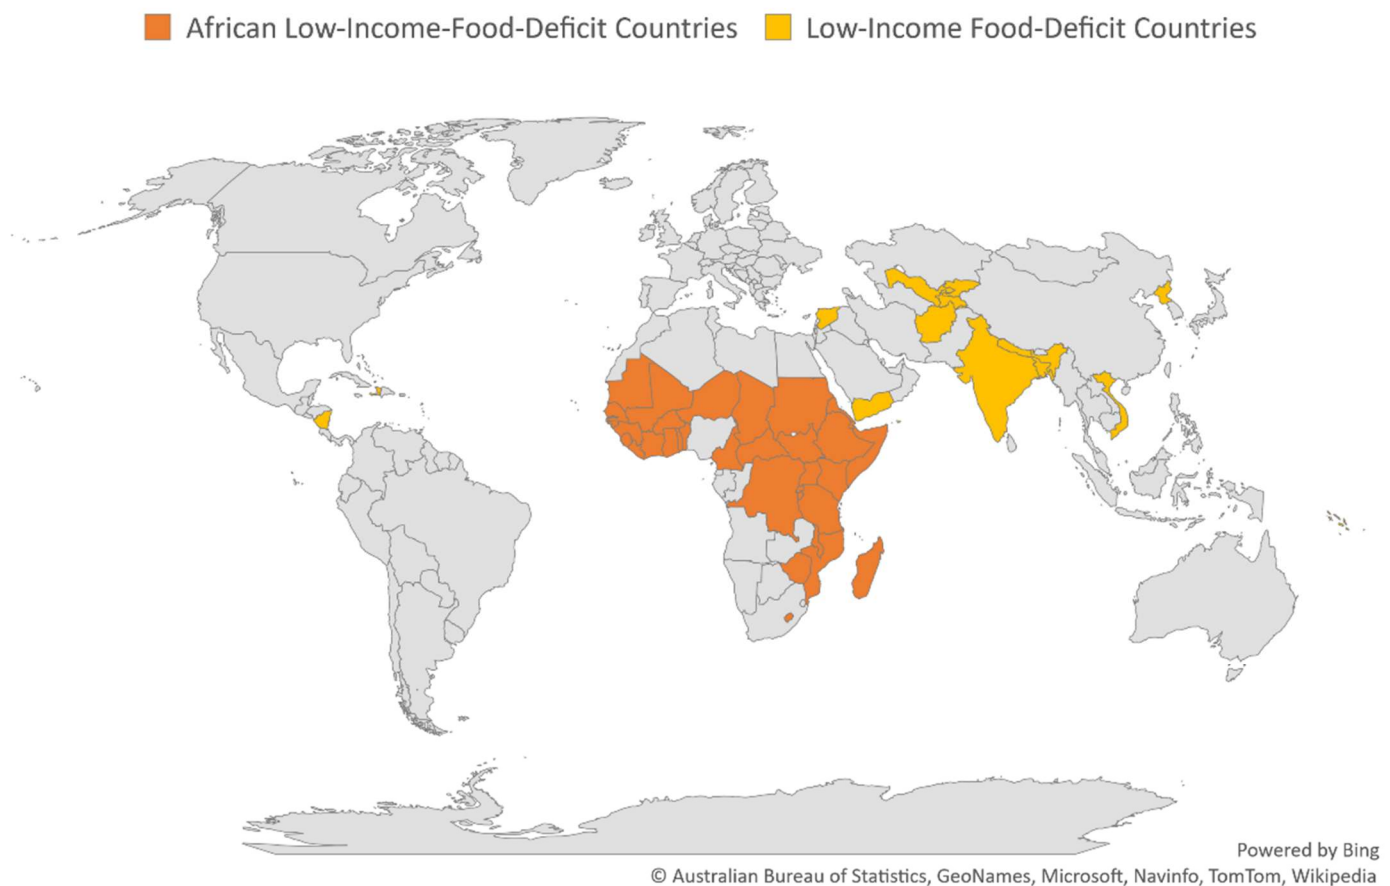 African Low-Income-Food-Deficit Countries Low-Income Food-Deficit Countries
Powered by Bing
© Australian Bureau of Statistics, GeoNames, Microsoft, Navinfo, TomTom, Wikipedia